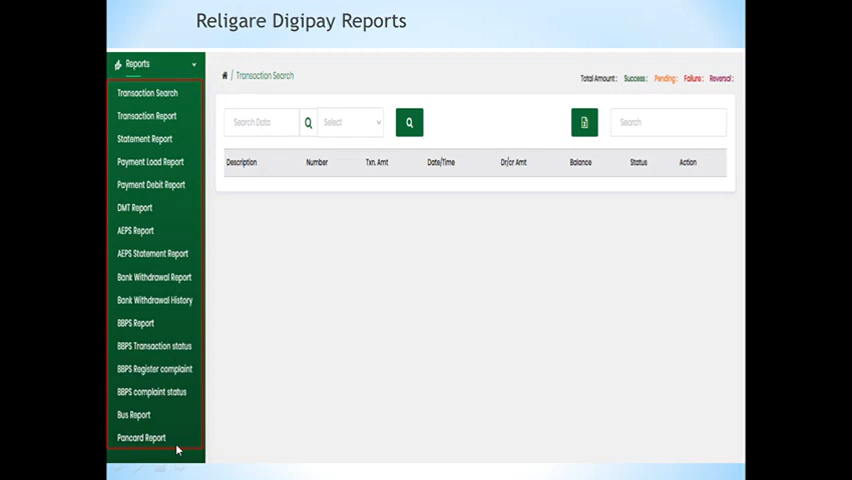 Religare Digipay Reports
Reports
Transaction Search
Transaction Report
Statement Report
Payment Load Report
Payment Debit Report
DMT Report
AEPS Report
AEPS Statement Report
Bank Withdrawal Report
Bank Withdrawal History
BBPS Report
BBPS Transaction status
BBPS Register complaint
BBPS complaint status
Bus Report
Pancard Report
/ Transaction Search
Total Amount : Success : Pending : Failure : Reversal :
Search Data Select Search
Description Number Txn. Amt Date/Time Dr/cr Amt Balance Status Action